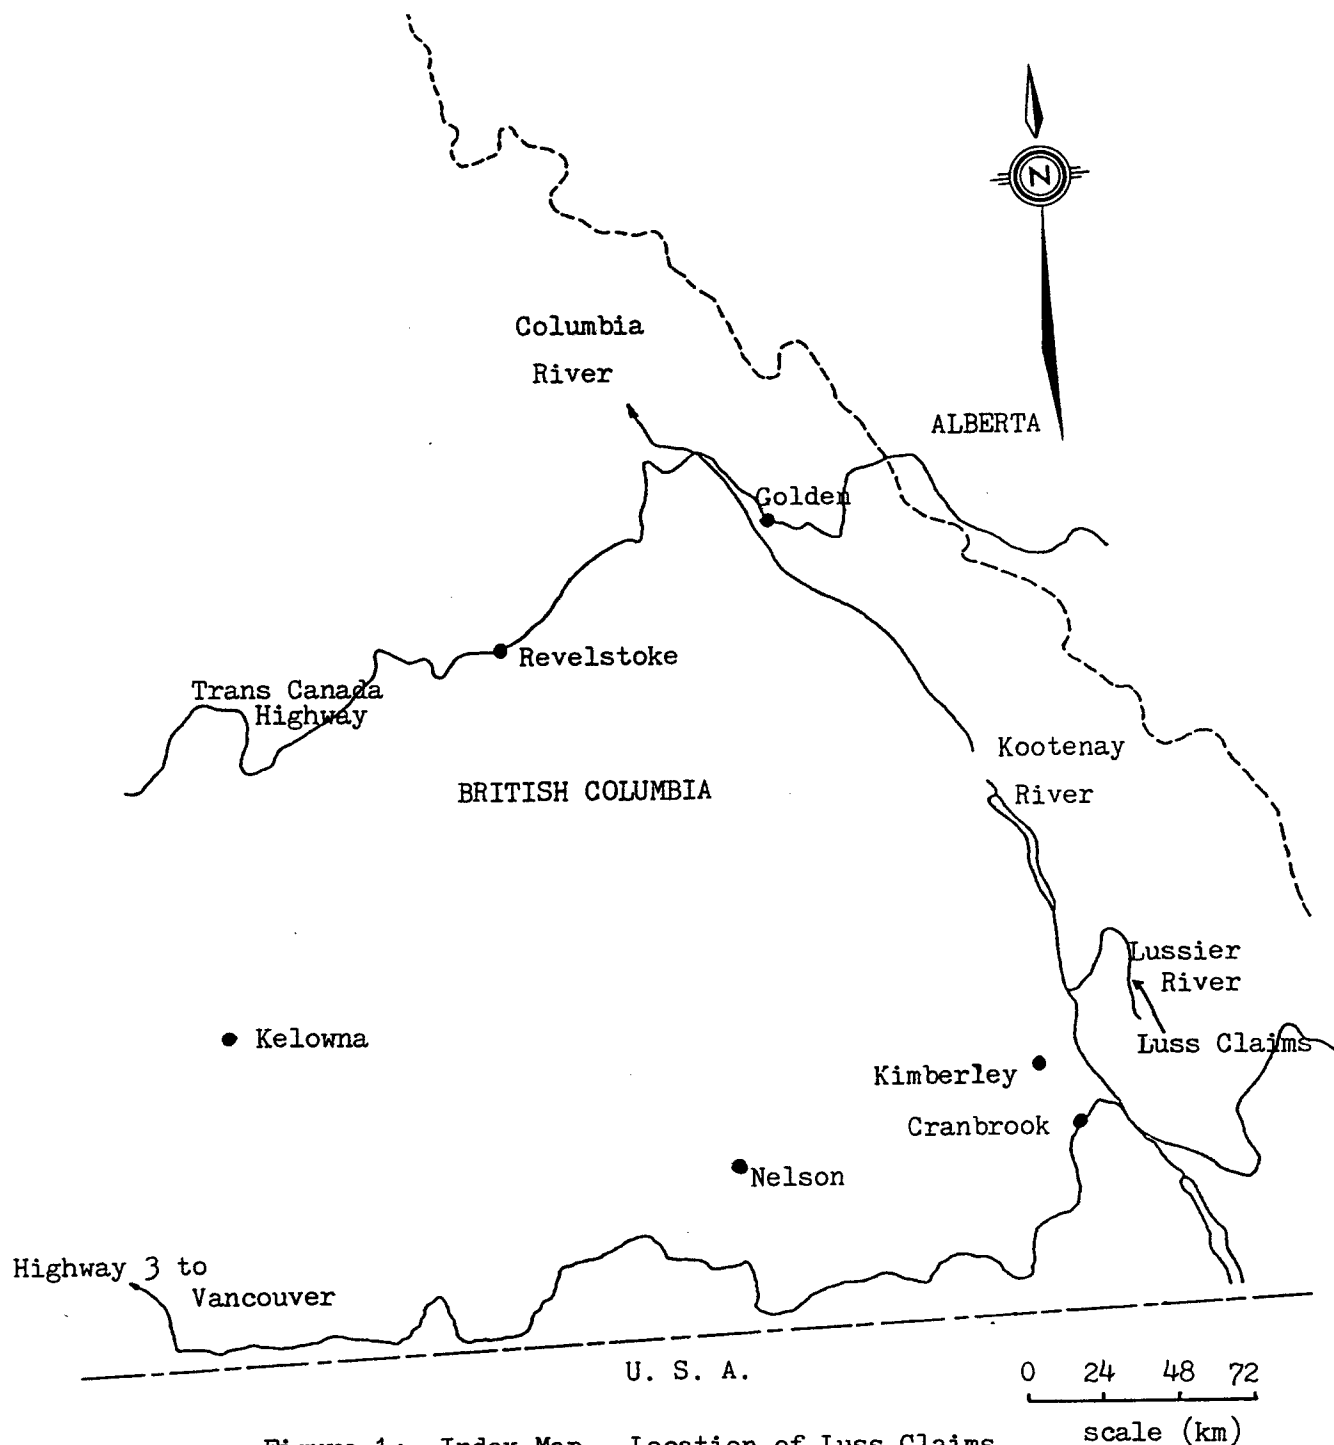 Columbia
River
N
ALBERTA
Golden
Revelstoke
Trans Canada
Highway
Kootenay
River
BRITISH COLUMBIA
Lussier
River
Luss Claims
Kelowna
Kimberley
Cranbrook
Nelson
Highway 3 to
Vancouver
U. S. A.
0 24 48 72
scale (km)
Figure 1: Index Map - Location of Luss Claims